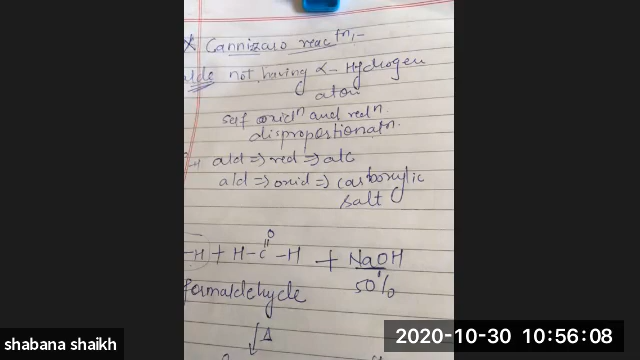 * Cannizaro reactn,-
alde not having α- Hydrogen
atom
self oxidn and redn.
disproportionatn.
-H ald ⇒ red ⇒ alc
ald ⇒ oxid ⇒ carboxylic
salt
O
-H + H-C-H + NaOH
50%
formaldehyde
Δ
shabana shaikh
2020-10-30 10:56:08